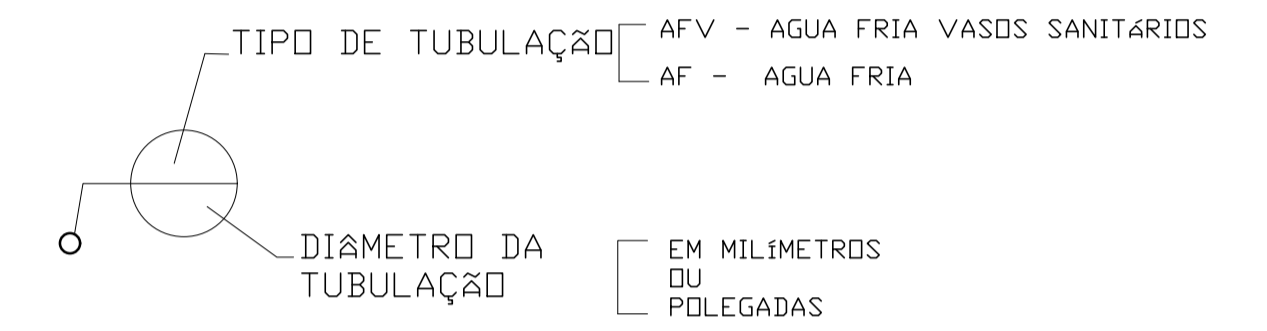 TIPO DE TUBULAÇÃO
AFV - AGUA FRIA VASOS SANITáRIOS
AF - AGUA FRIA
DIÂMETRO DA
TUBULAÇÃO
EM MILíMETROS
OU
POLEGADAS